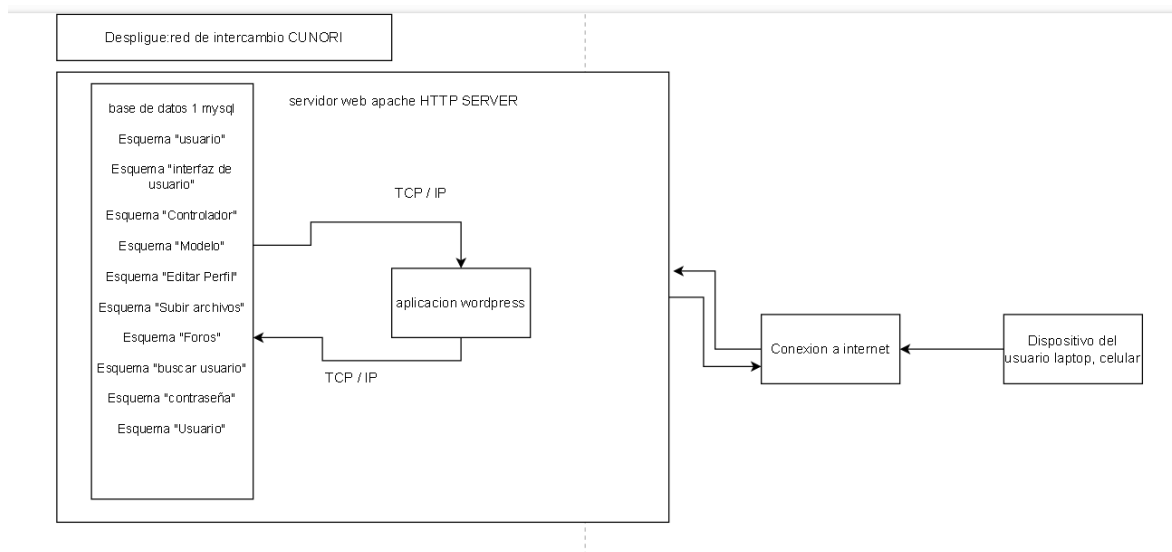 Despligue:red de intercambio CUNORI
servidor web apache HTTP SERVER
base de datos 1 mysql
Esquema "usuario"
Esquema "interfaz de
usuario"
Esquema "Controlador"
Esquema "Modelo"
Esquema "Editar Perfil"
Esquema "Subir archivos"
Esquema "Foros"
Esquema "buscar usuario"
Esquema "contraseña"
Esquema "Usuario"
TCP / IP
aplicacion wordpress
TCP / IP
Conexion a internet
Dispositivo del
usuario laptop, celular